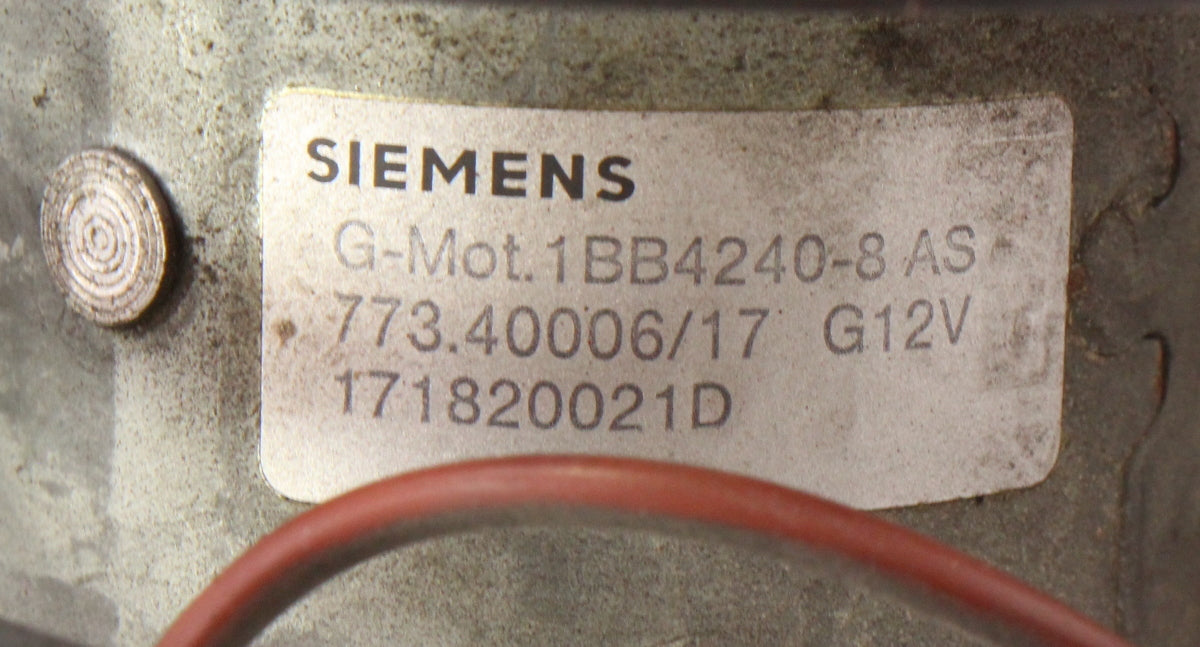 SIEMENS
G-Mot.1BB4240-8 AS
773.40006/17 G12V
171820021D